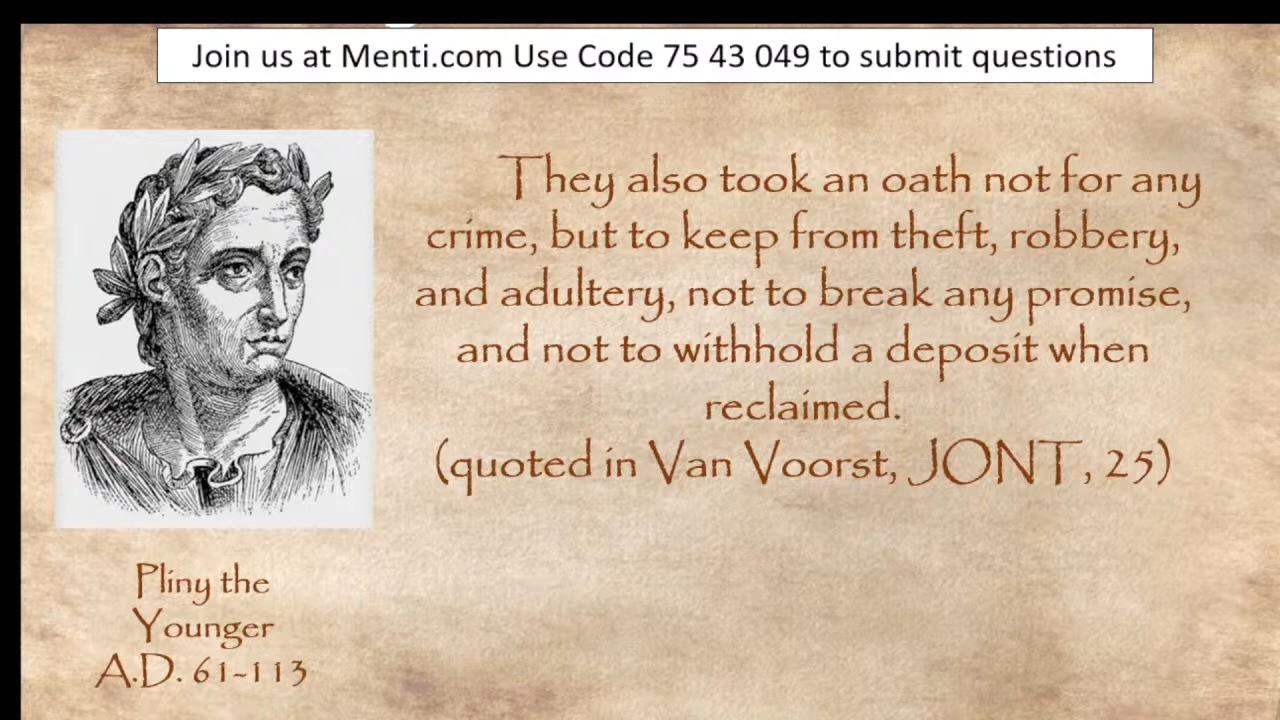 Join us at Menti.com Use Code 75 43 049 to submit questions
They also took an oath not for any
crime, but to keep from theft, robbery,
and adultery, not to break any promise,
and not to withhold a deposit when
reclaimed.
(quoted in Van Voorst, JONT, 25)
Pliny the
Younger
A.D. 61-113